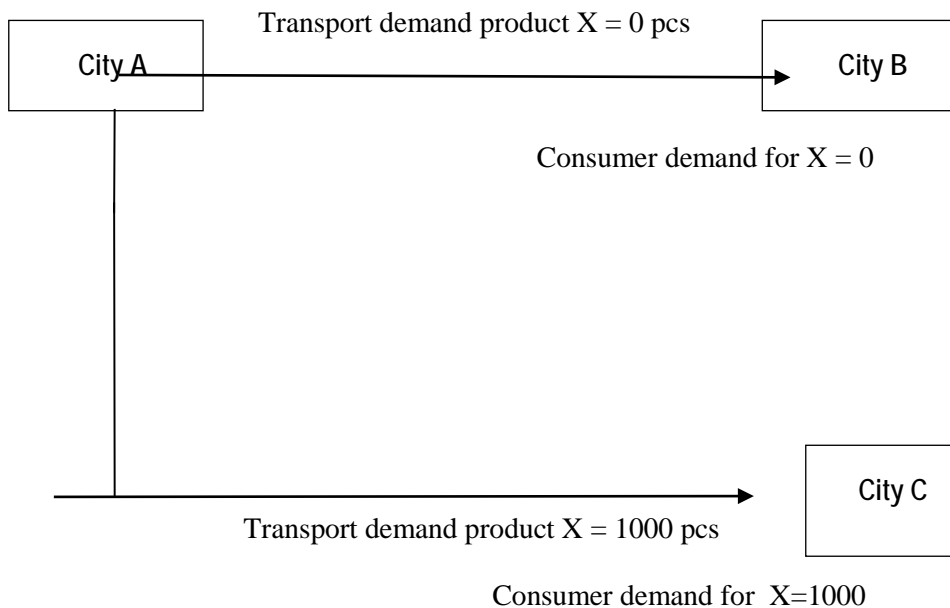 Transport demand product X = 0 pcs
City A
City B
Consumer demand for X = 0
City C
Transport demand product X = 1000 pcs
Consumer demand for  X=1000